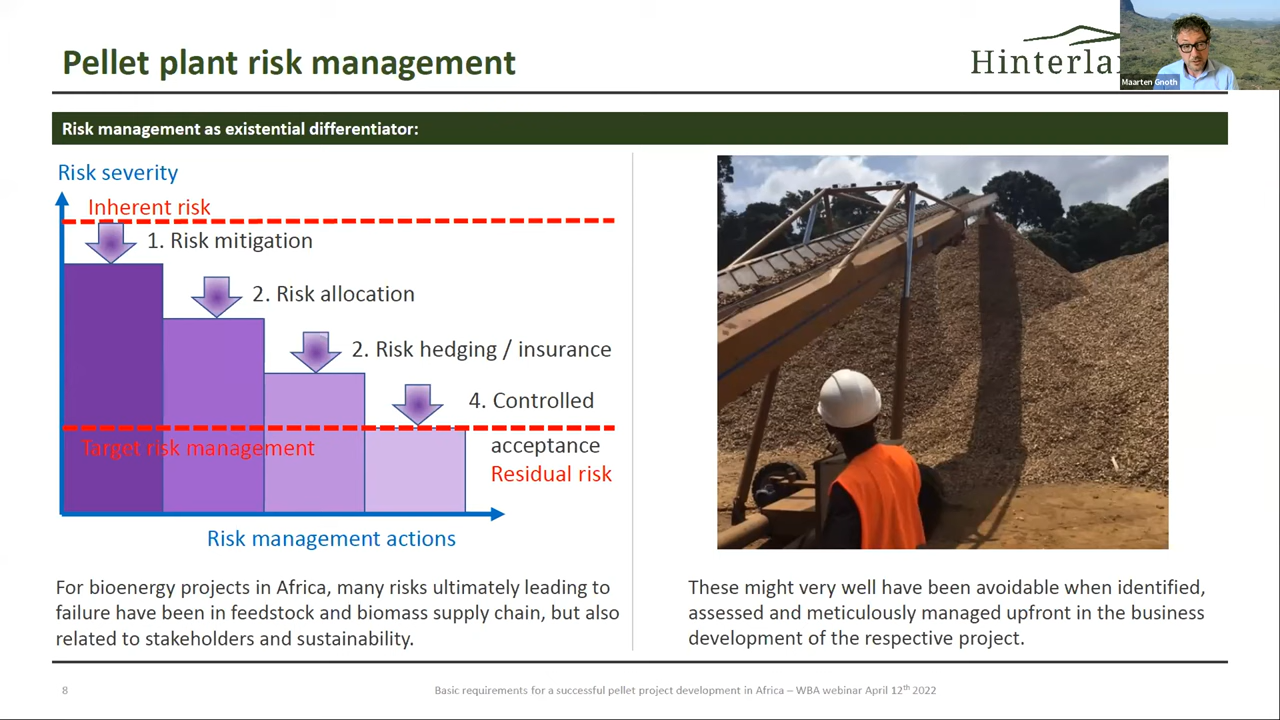 Pellet plant risk management
Maarten Gnoth
Risk management as existential differentiator:
Risk severity
Inherent risk
1. Risk mitigation
2. Risk allocation
2. Risk hedging / insurance
4. Controlled
acceptance
Target risk management
Residual risk
Risk management actions
For bioenergy projects in Africa, many risks ultimately leading to
failure have been in feedstock and biomass supply chain, but also
related to stakeholders and sustainability.
These might very well have been avoidable when identified,
assessed and meticulously managed upfront in the business
development of the respective project.
8
Basic requirements for a successful pellet project development in Africa – WBA webinar April 12th 2022